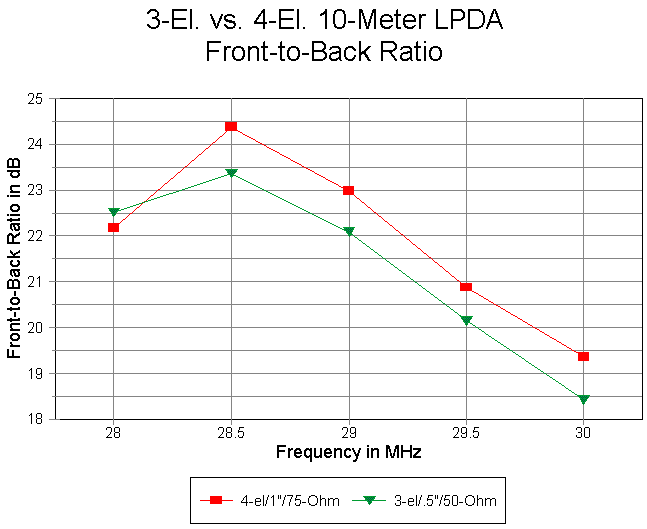 3-El. vs. 4-El. 10-Meter LPDA
Front-to-Back Ratio
Front-to-Back Ratio in dB
25
24
23
22
21
20
19
18
28
28.5
29
29.5
30
Frequency in MHz
4-el/1"/75-Ohm
3-el/.5"/50-Ohm